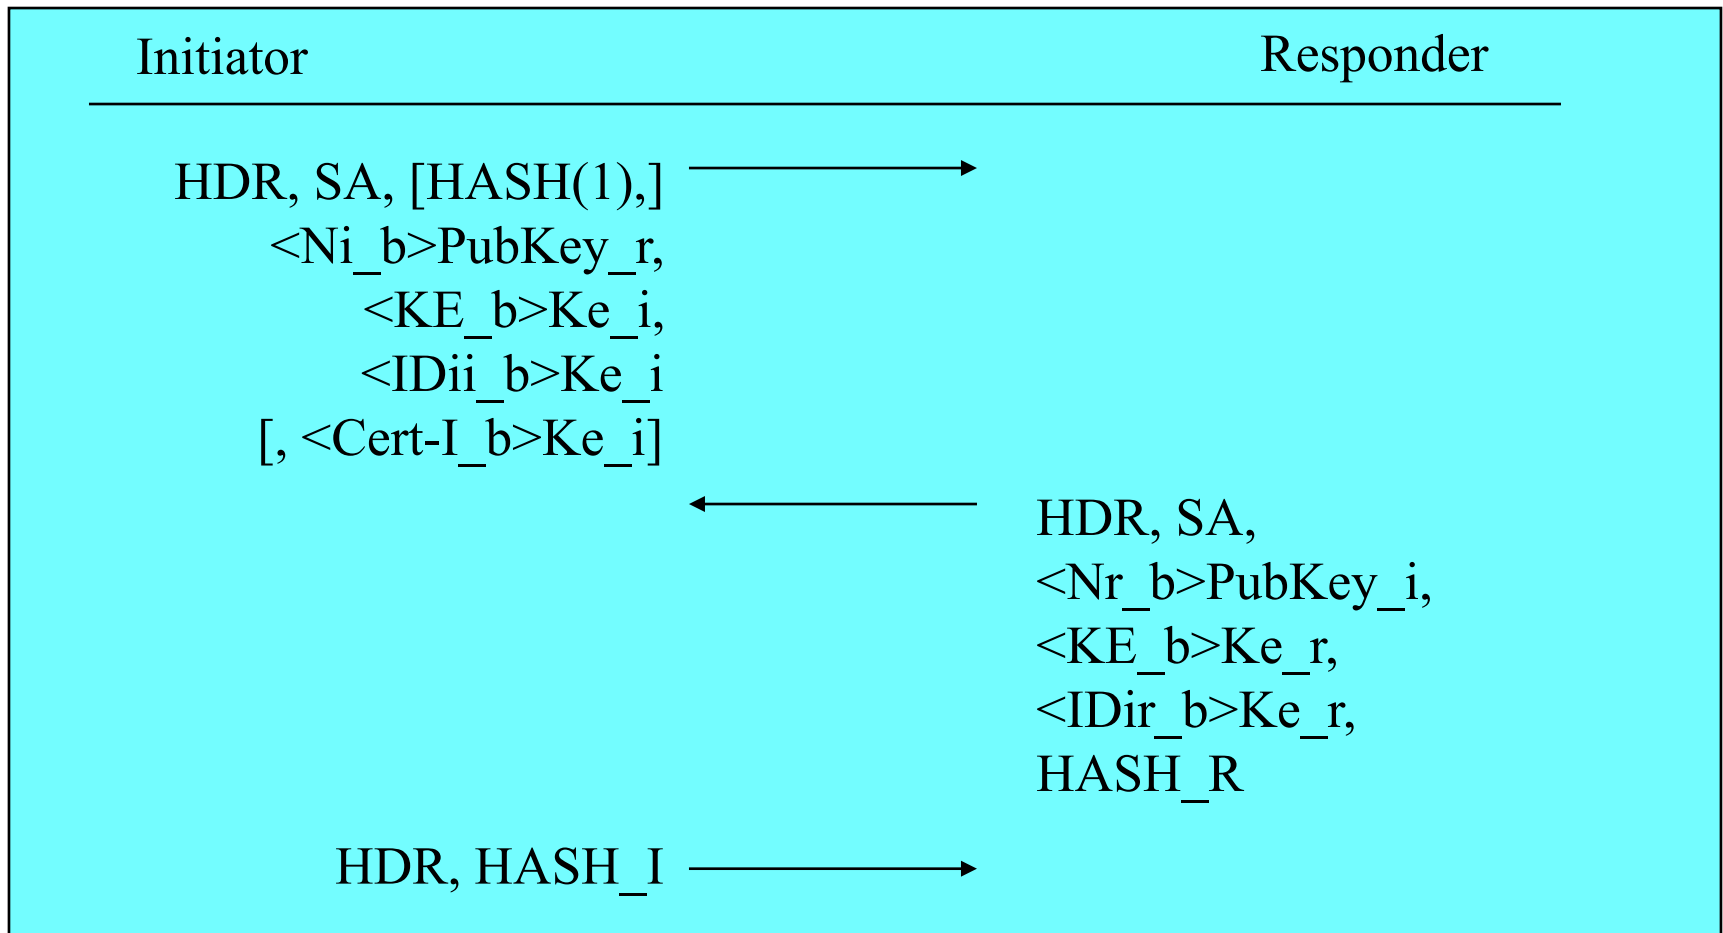 Initiator
Responder
HDR, SA, [HASH(1),]
<Ni_b>PubKey_r,
<KE_b>Ke_i,
<IDii_b>Ke_i
[, <Cert-I_b>Ke_i]
HDR, SA,
<Nr_b>PubKey_i,
<KE_b>Ke_r,
<IDir_b>Ke_r,
HASH_R
HDR, HASH_I